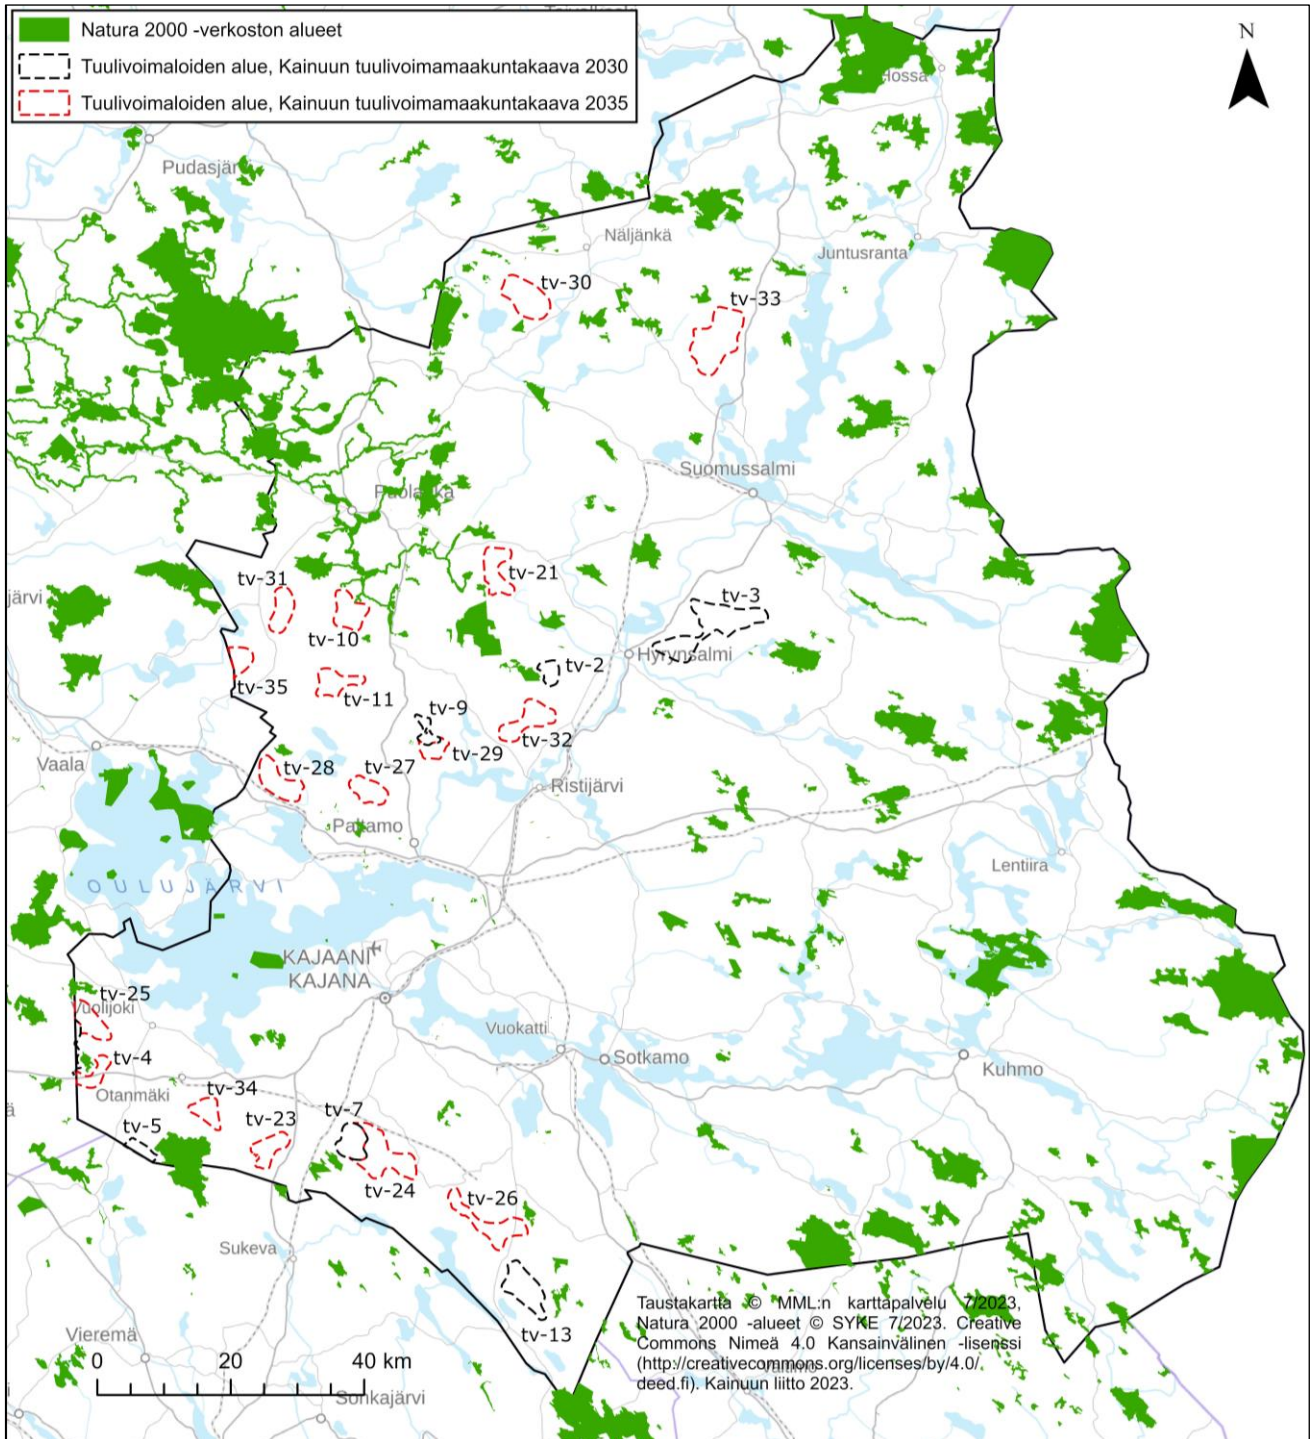 Natura 2000 -verkoston alueet
Tuulivoimaloiden alue, Kainuun tuulivoimamaakuntakaava 2030
Tuulivoimaloiden alue, Kainuun tuulivoimamaakuntakaava 2035
N
Hossa
Pudasjärvi
Näljänkä
Juntusranta
tv-30
tv-33
Suomussalmi
Puolanka
tv-21
tv-31
järvi
tv-3
tv-10
Hyrynsalmi
tv-2
tv-35
tv-11
tv-9
tv-32
tv-29
Vaala
tv-28
tv-27
Ristijärvi
Paltamo
Lentiira
OULUJÄRVI
KAJAANI
KAJANA
tv-25
Vuolijoki
Vuokatti
Sotkamo
tv-4
Kuhmo
Otanmäki
tv-34
tv-7
tv-23
tv-5
tv-24
tv-26
Sukeva
Taustakartta © MML:n karttapalvelu 7/2023,
Natura 2000 -alueet © SYKE 7/2023. Creative
Commons Nimeä 4.0 Kansainvälinen -lisenssi
(http://creativecommons.org/licenses/by/4.0/
deed.fi). Kainuun liitto 2023.
tv-13
Vieremä
0 20 40 km
Sonkajärvi